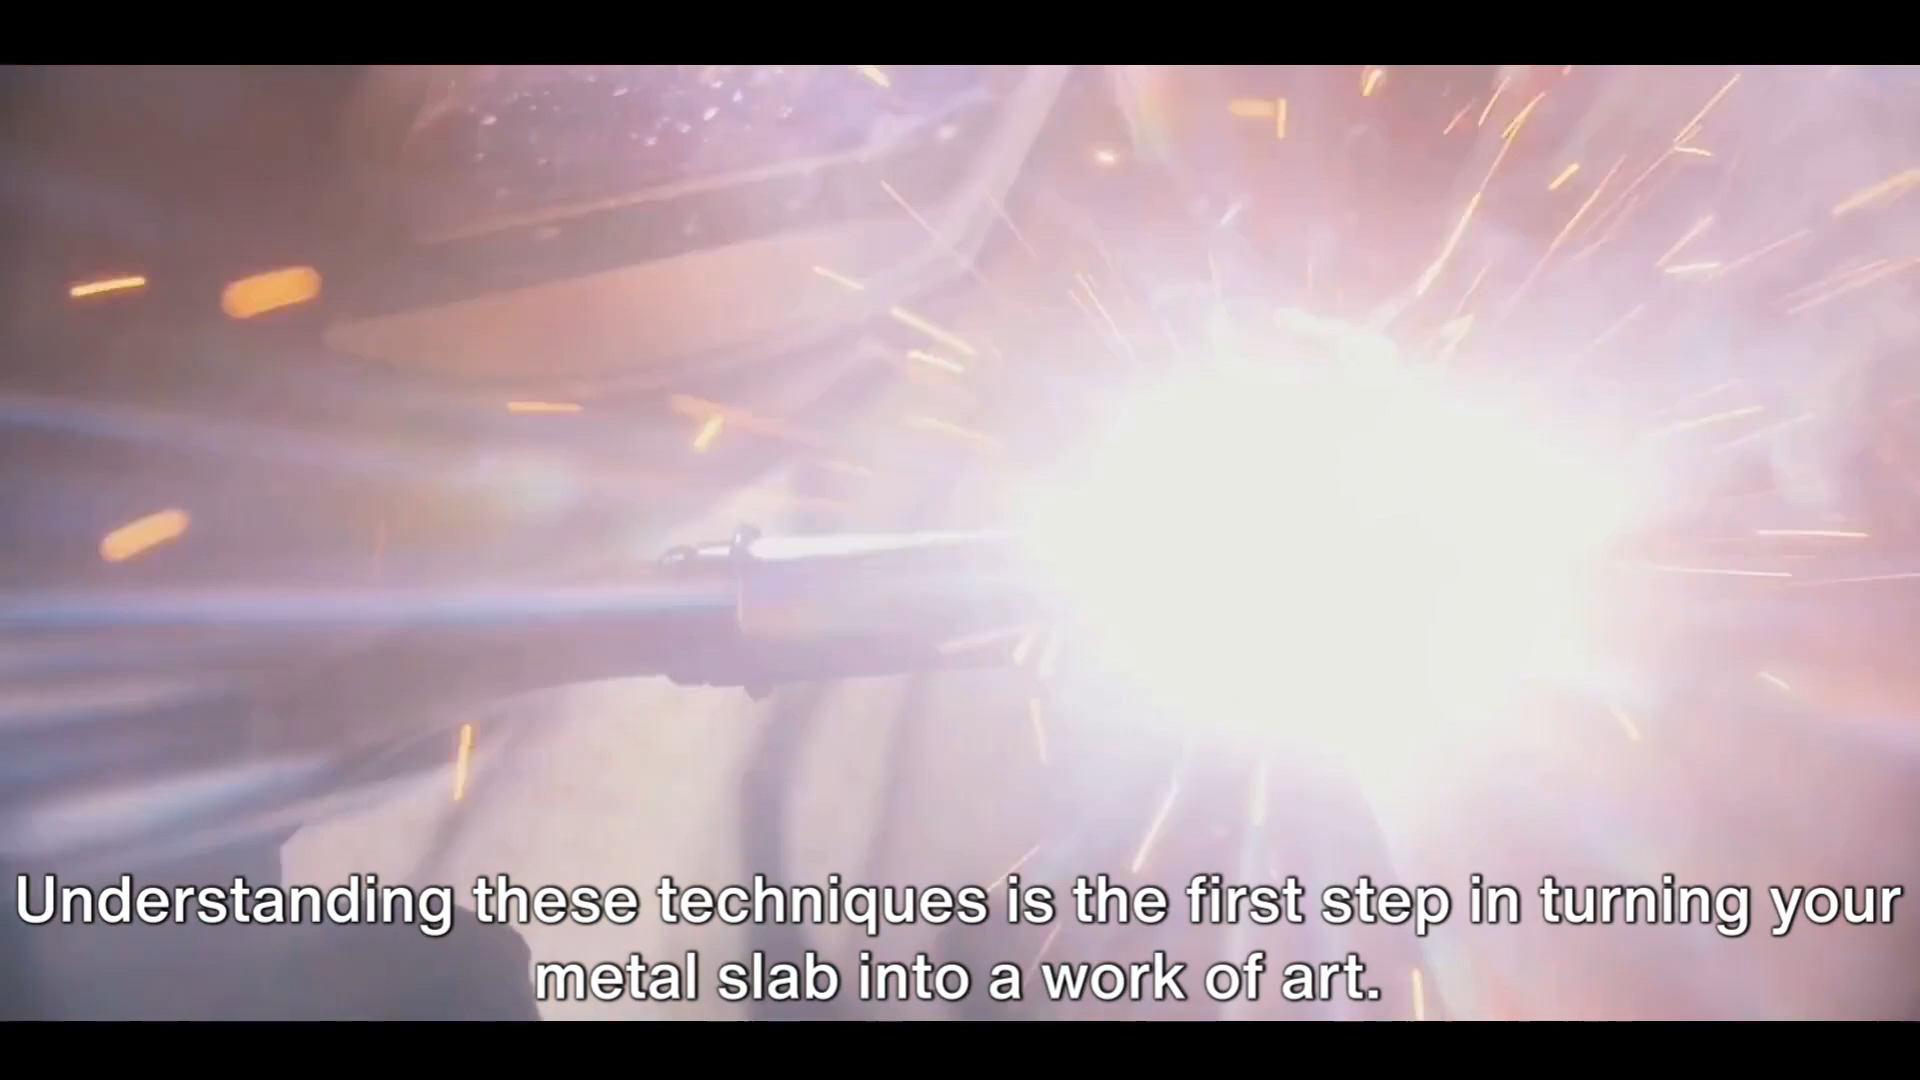 Understanding these techniques is the first step in turning your
metal slab into a work of art.